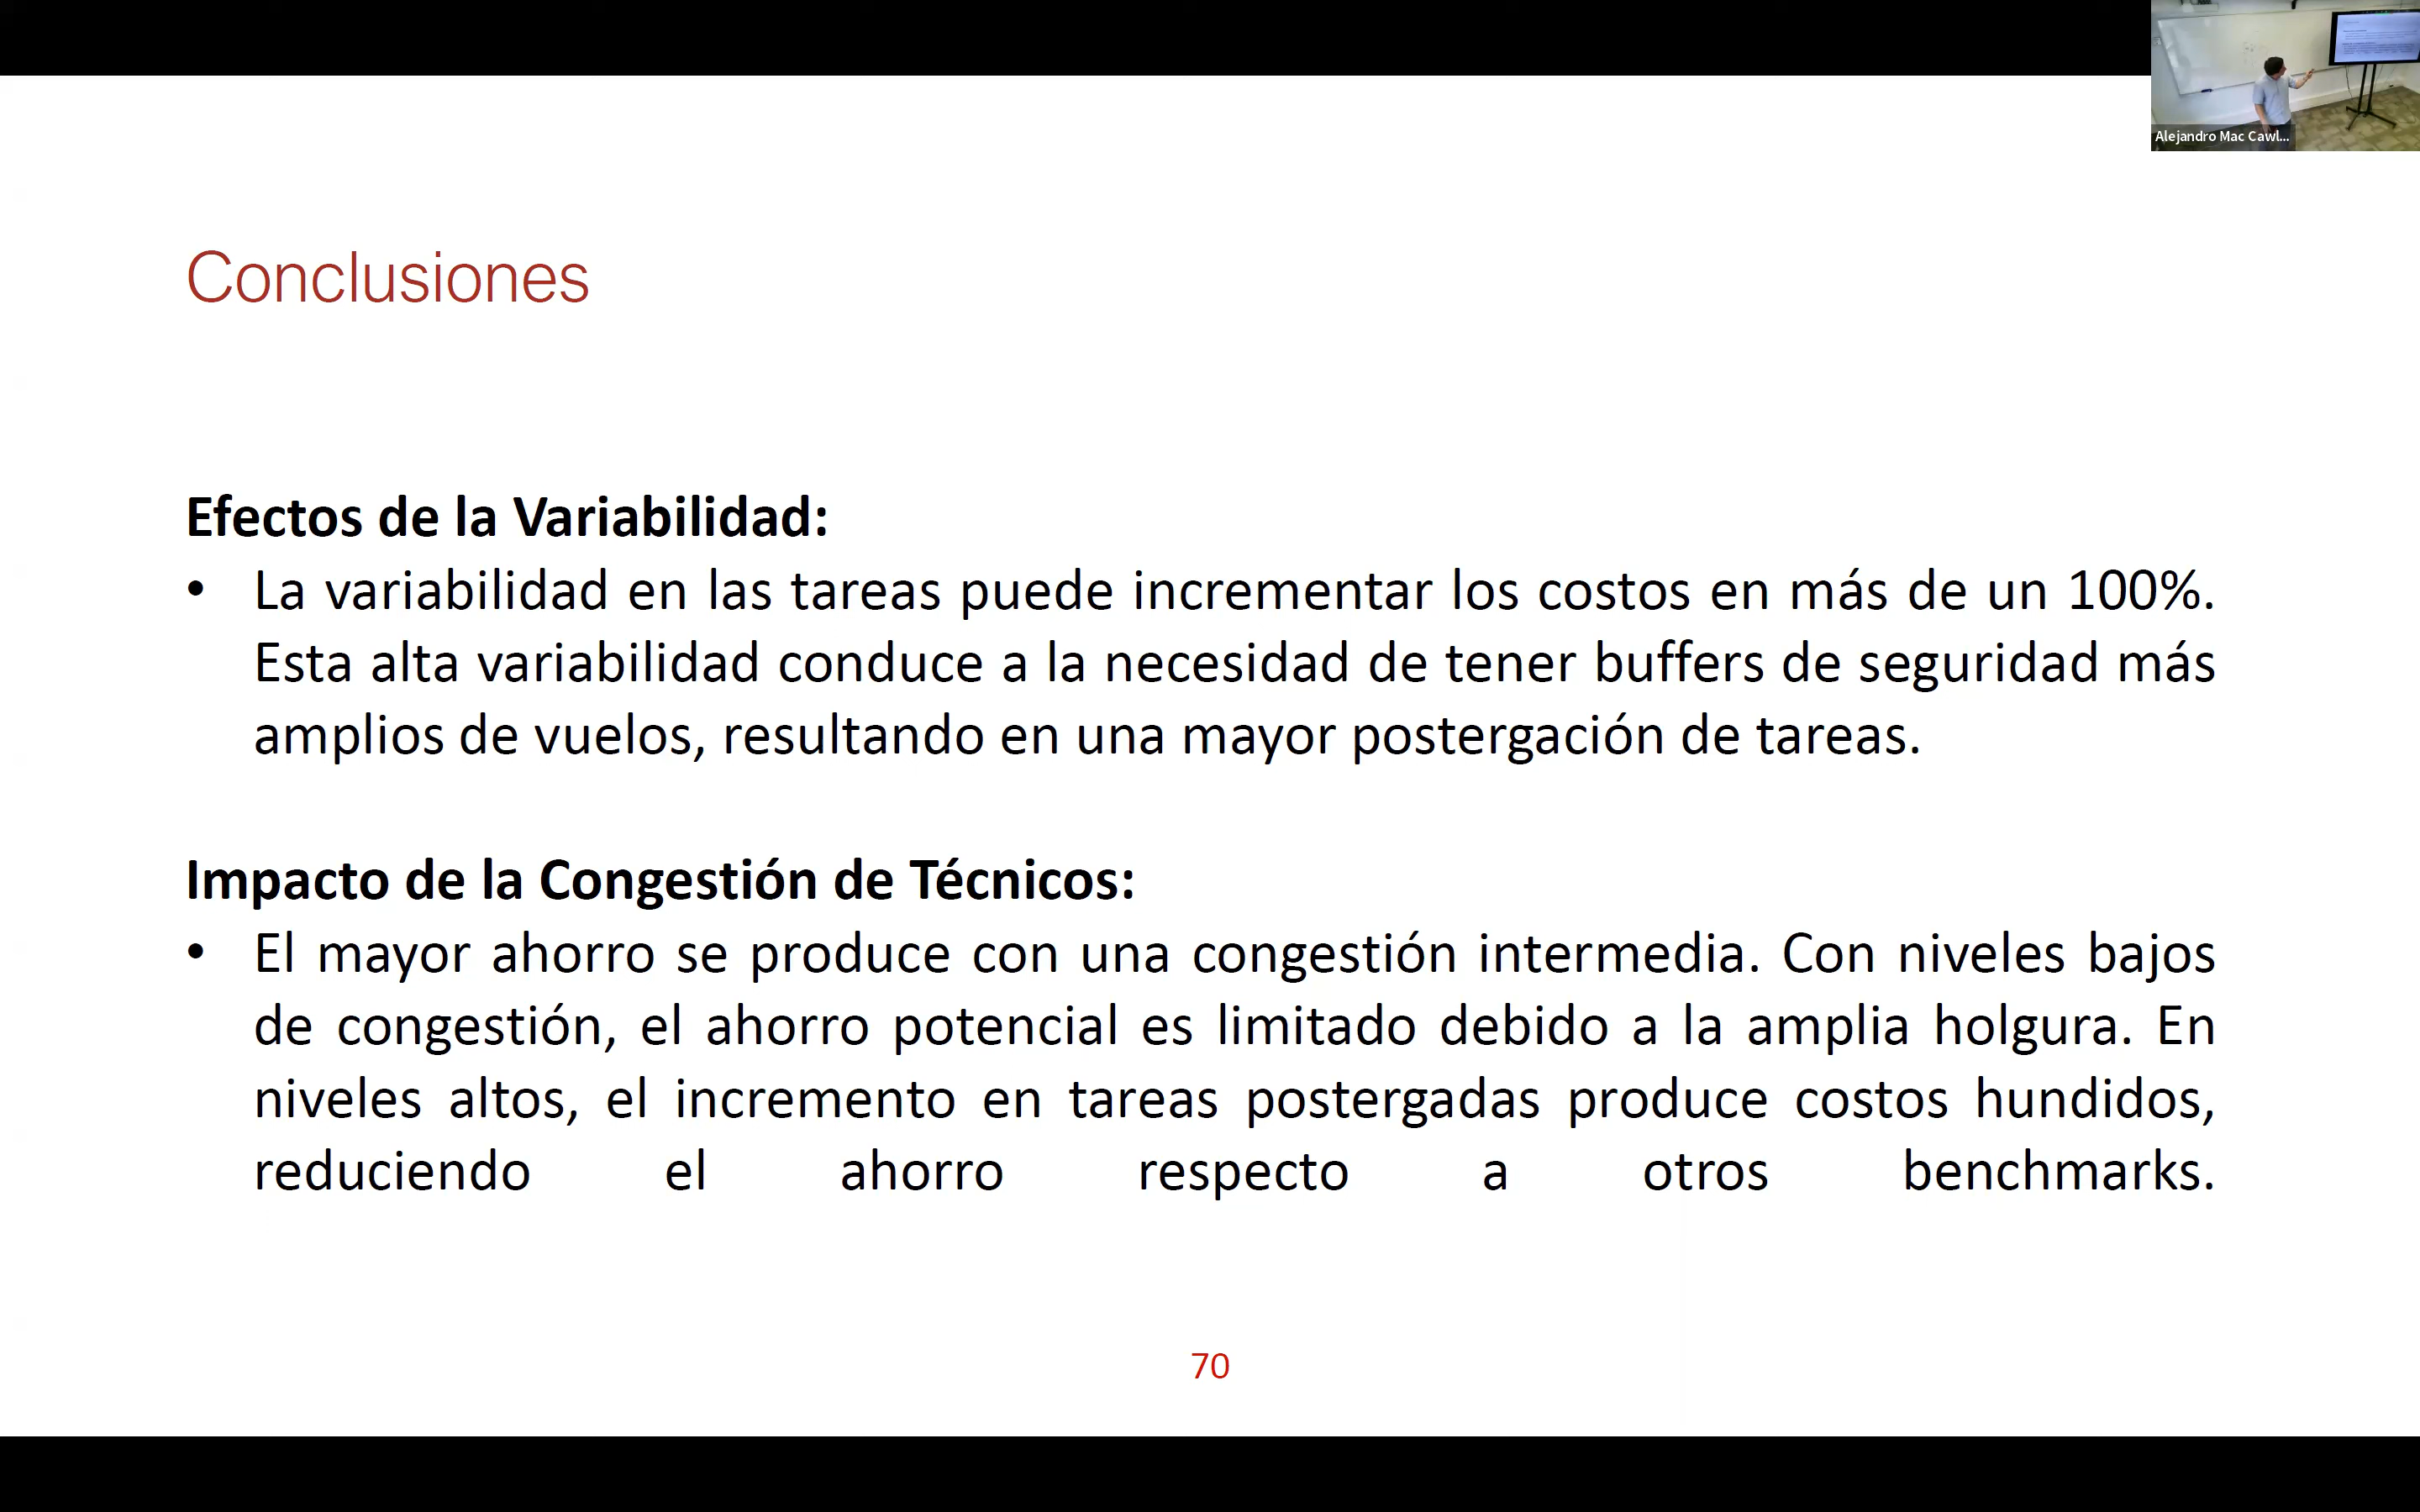 Alejandro Mac Cawl...
Conclusiones
Efectos de la Variabilidad:
• La variabilidad en las tareas puede incrementar los costos en más de un 100%.
Esta alta variabilidad conduce a la necesidad de tener buffers de seguridad más
amplios de vuelos, resultando en una mayor postergación de tareas.
Impacto de la Congestión de Técnicos:
• El mayor ahorro se produce con una congestión intermedia. Con niveles bajos
de congestión, el ahorro potencial es limitado debido a la amplia holgura. En
niveles altos, el incremento en tareas postergadas produce costos hundidos,
reduciendo el ahorro respecto a otros benchmarks.
70